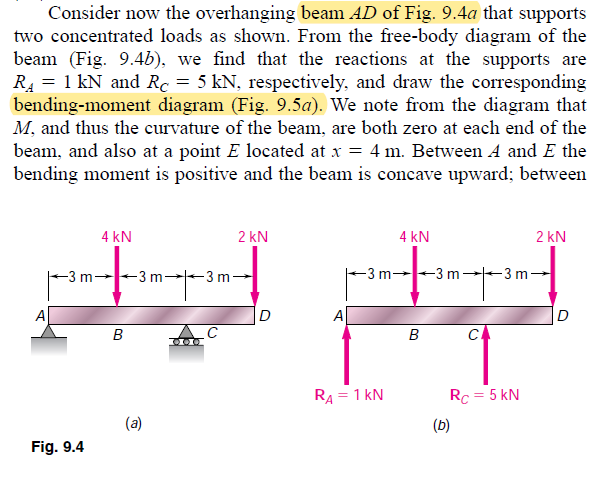 Consider now the overhanging beam AD of Fig. 9.4a that supports
two concentrated loads as shown. From the free-body diagram of the
beam (Fig. 9.4b), we find that the reactions at the supports are
R_A = 1 kN and R_C = 5 kN, respectively, and draw the corresponding
bending-moment diagram (Fig. 9.5a). We note from the diagram that
M, and thus the curvature of the beam, are both zero at each end of the
beam, and also at a point E located at x = 4 m. Between A and E the
bending moment is positive and the beam is concave upward; between
4 kN 2 kN
3 m 3 m 3 m
A D
B C
(a)
4 kN 2 kN
3 m 3 m 3 m
A D
B C
R_A = 1 kN R_C = 5 kN
(b)
Fig. 9.4